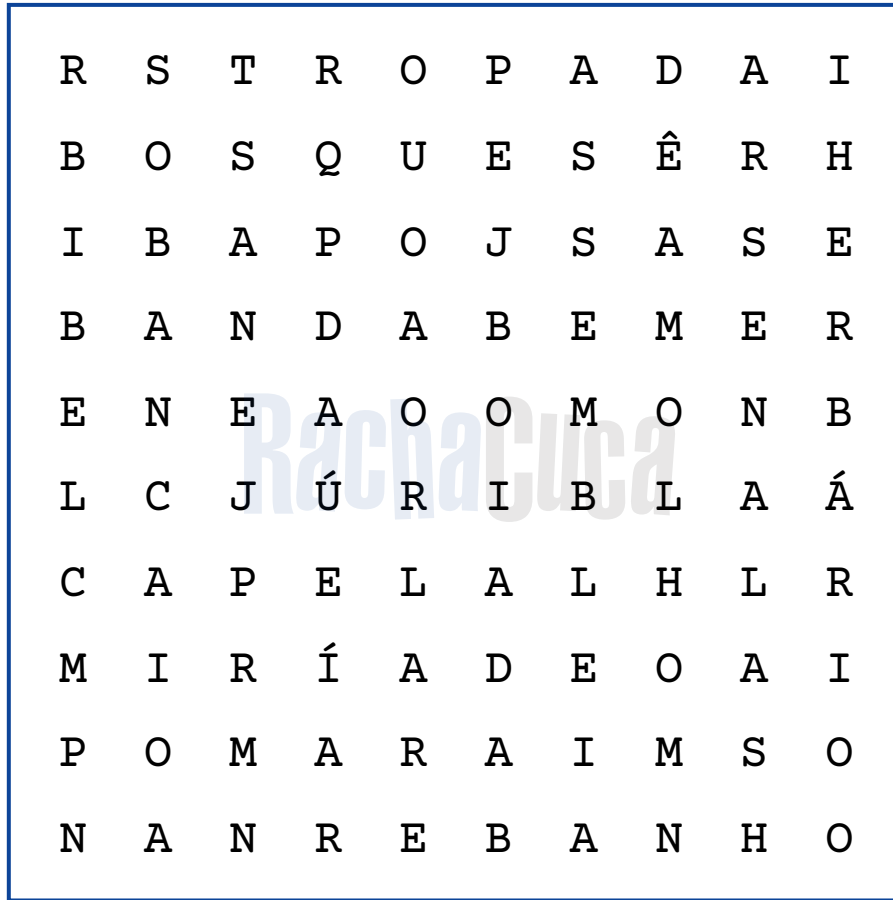 R S T R O P A D A I
B O S Q U E S Ê R H
I B A P O J S A S E
B A N D A B E M E R
E N E A O O M O N B
L C J Ú R I B L A Á
C A P E L A L H L R
M I R Í A D E O A I
P O M A R A I M S O
N A N R E B A N H O
RachaCuca